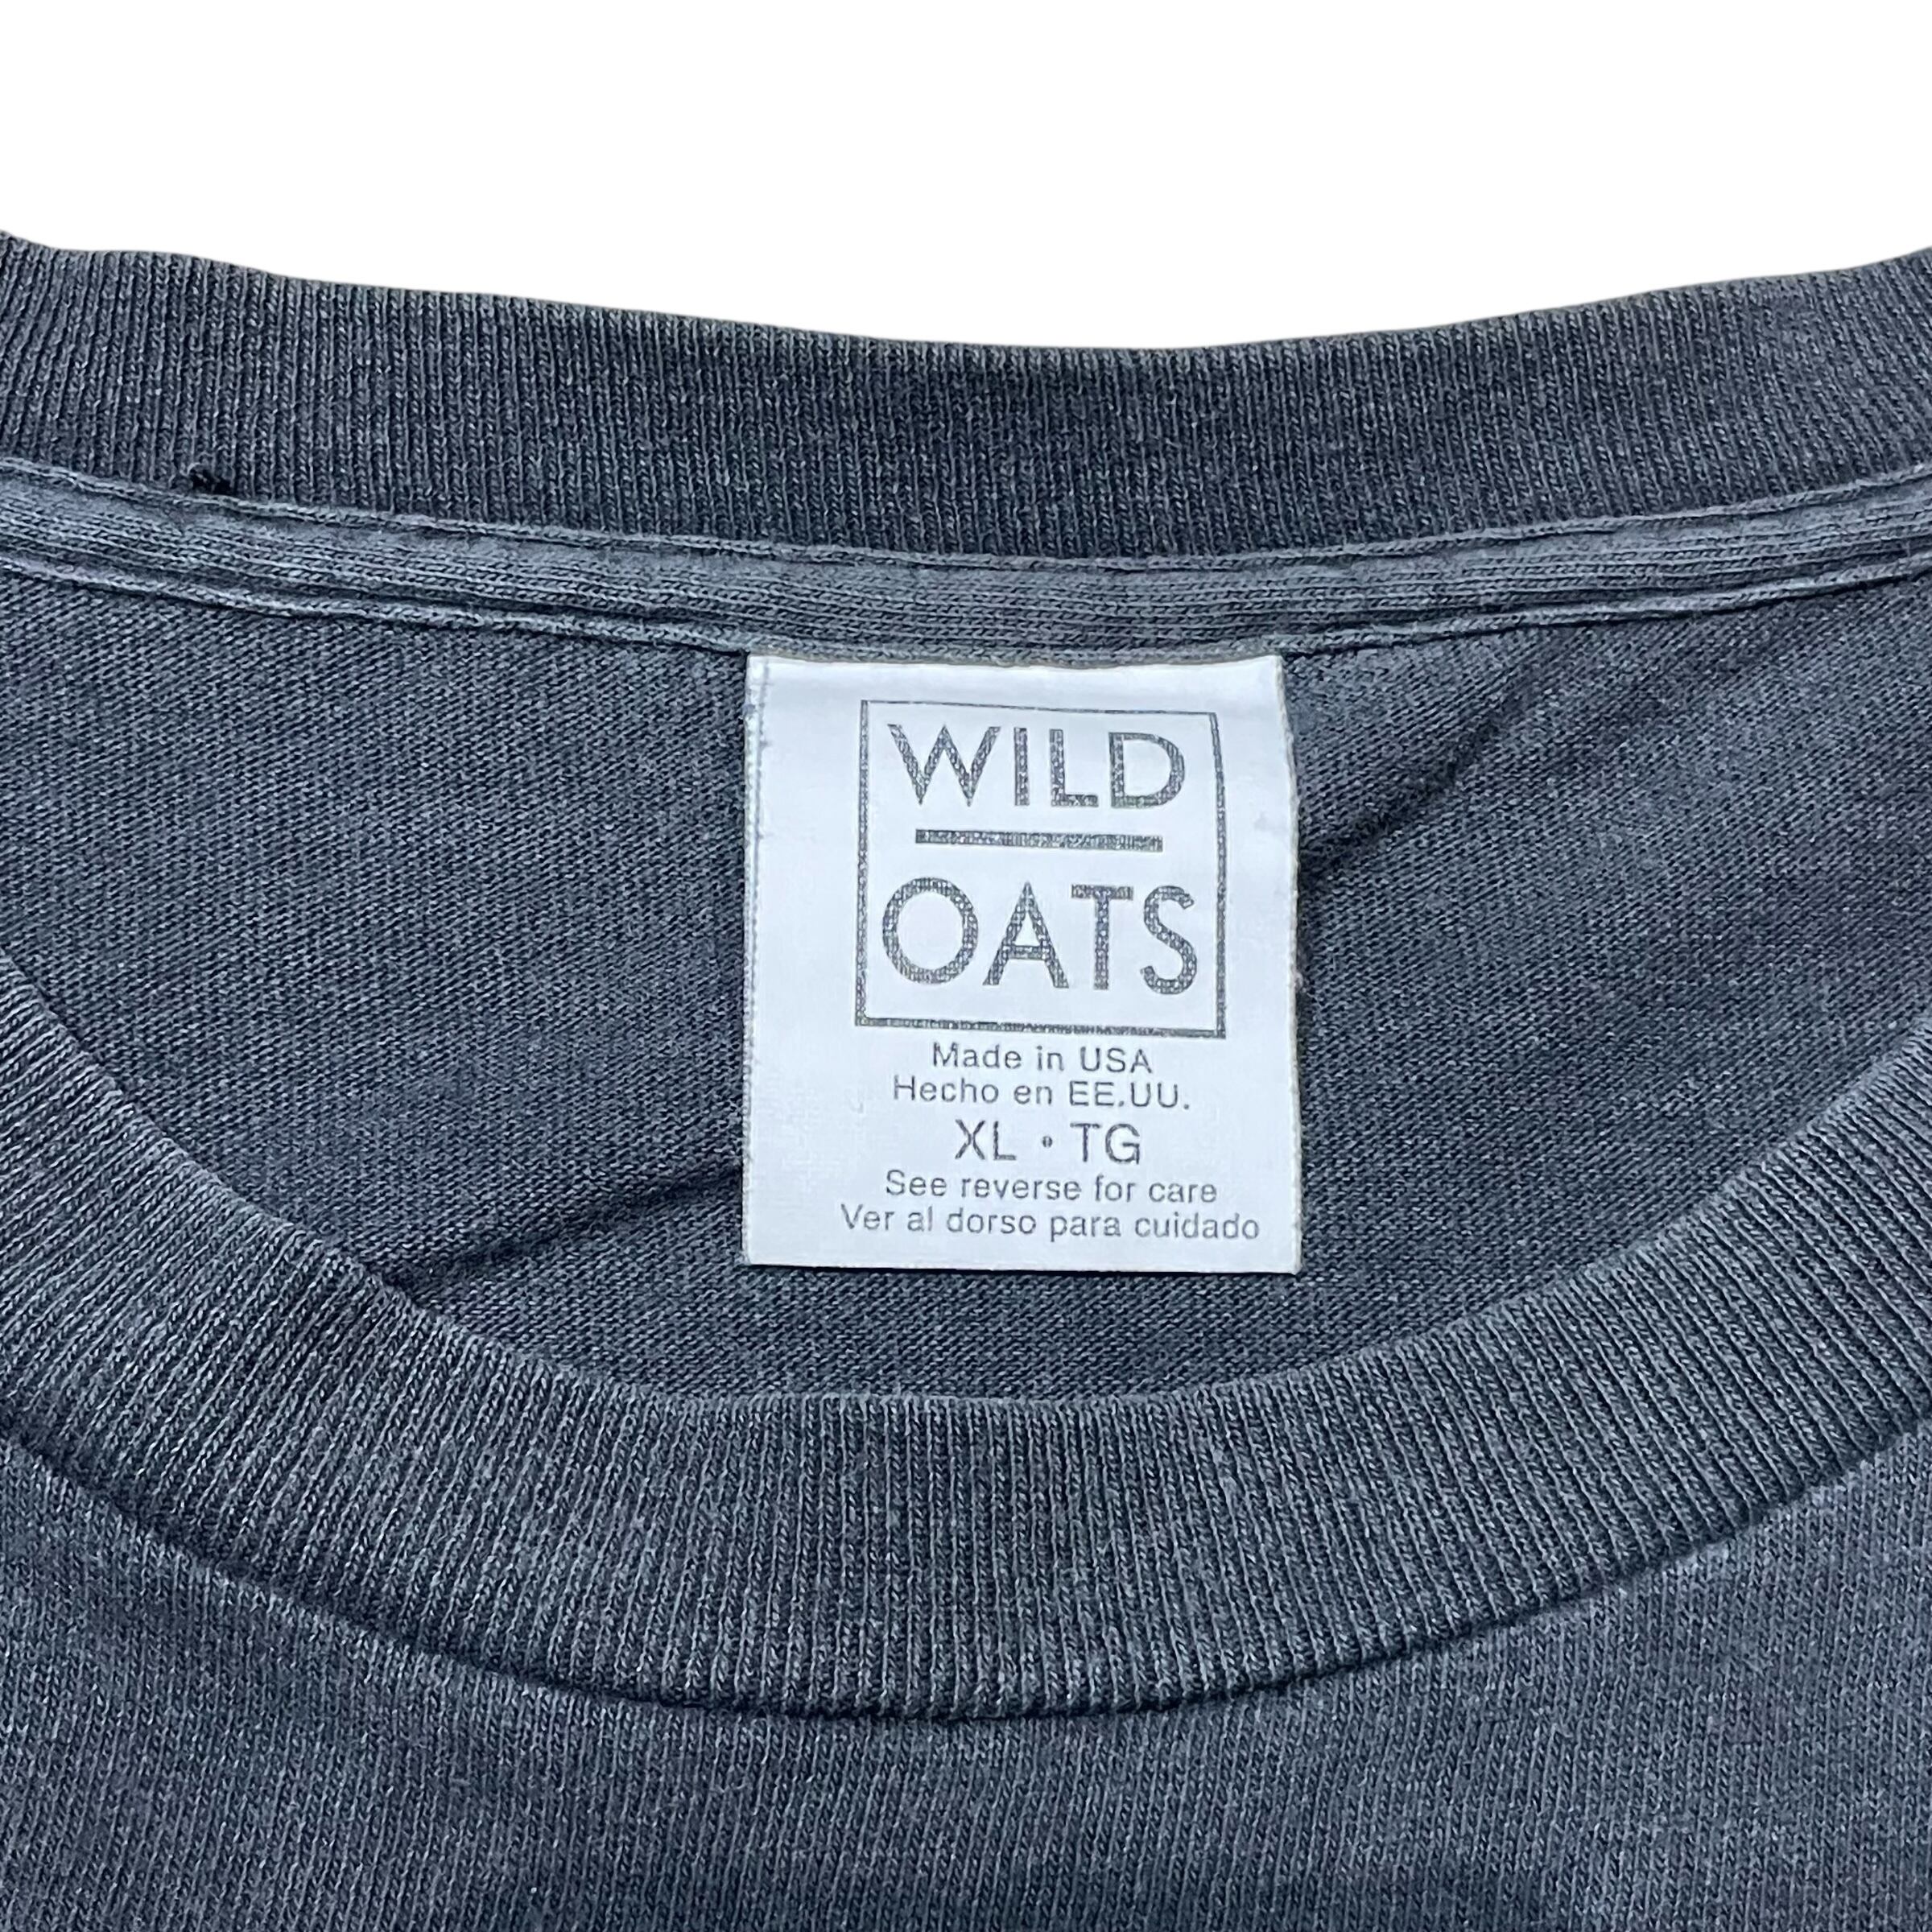 WILD
OATS
Made in USA
Hecho en EE.UU.
XL • TG
See reverse for care
Ver al dorso para cuidado